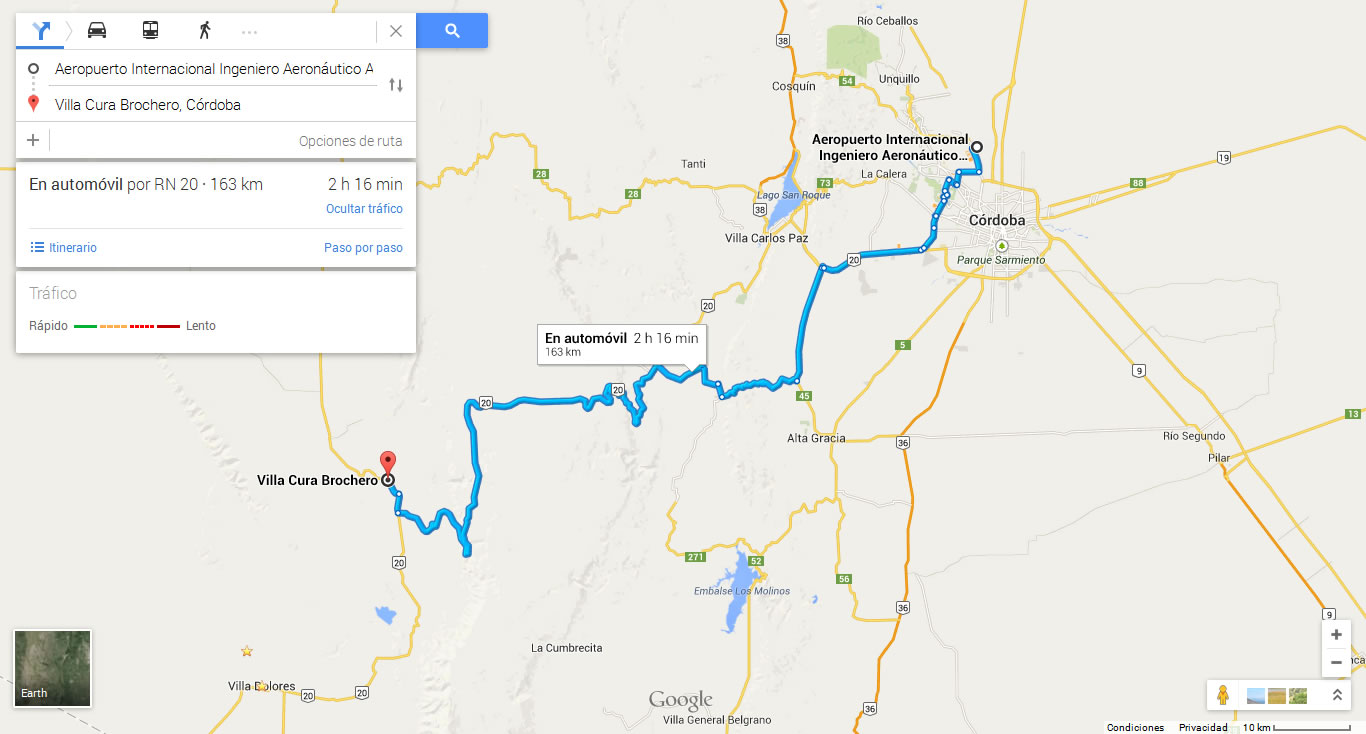 Aeropuerto Internacional Ingeniero Aeronáutico A
Villa Cura Brochero, Córdoba
Opciones de ruta
En automóvil por RN 20 · 163 km
2 h 16 min
Ocultar tráfico
Itinerario
Paso por paso
Tráfico
Rápido
Lento
Río Ceballos
38
54
Unquillo
Cosquín
Aeropuerto Internacional
Ingeniero Aeronáutico...
19
Tanti
28
La Calera
73
88
28
Lago San Roque
38
Córdoba
Villa Carlos Paz
20
Parque Sarmiento
20
5
En automóvil 2 h 16 min
163 km
9
20
20
45
13
Alta Gracia
36
Río Segundo
Pilar
Villa Cura Brochero
20
271
52
56
Embalse Los Molinos
36
9
La Cumbrecita
Villa Dolores
20
20
Earth
Google
36
Villa General Belgrano
Condiciones
Privacidad
10 km